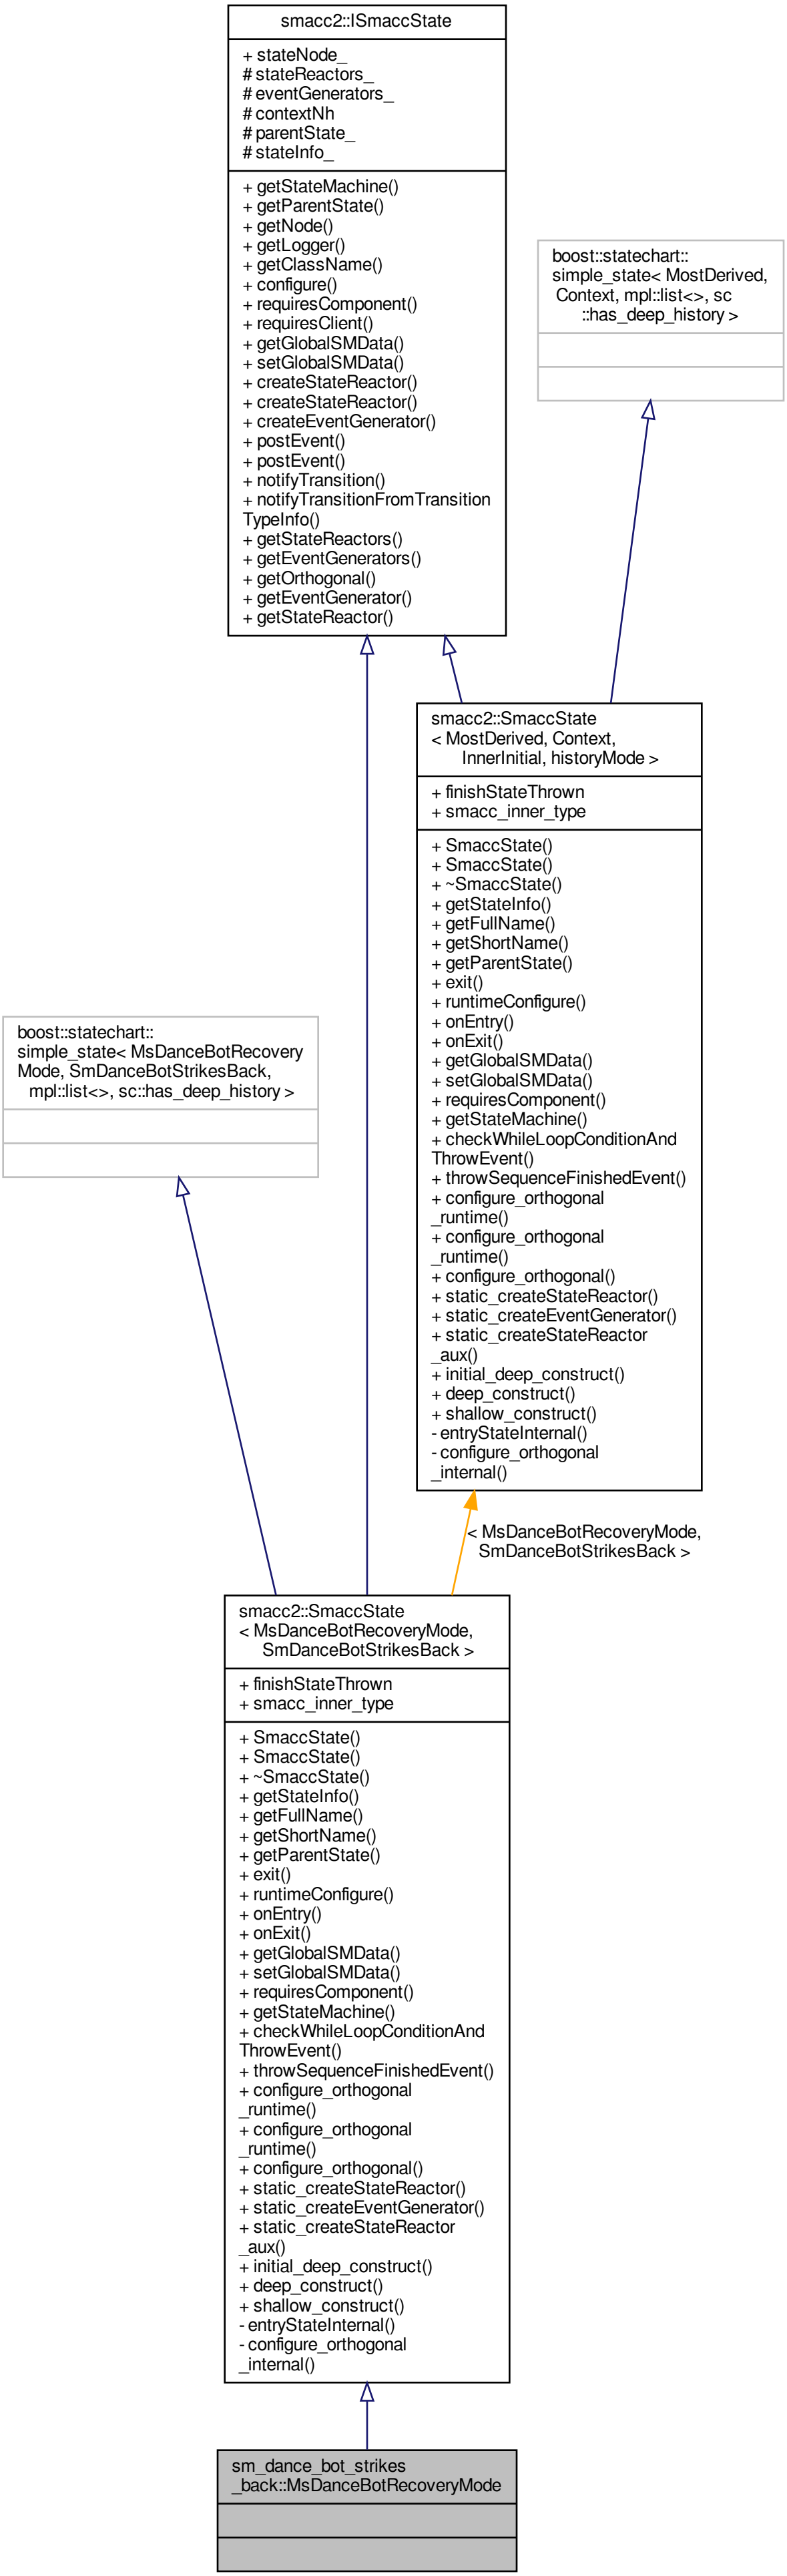 smacc2::ISmaccState
+ stateNode_
# stateReactors_
# eventGenerators_
# contextNh
# parentState_
# stateInfo_
+ getStateMachine()
+ getParentState()
+ getNode()
+ getLogger()
+ getClassName()
+ configure()
+ requiresComponent()
+ requiresClient()
+ getGlobalSMData()
+ setGlobalSMData()
+ createStateReactor()
+ createStateReactor()
+ createEventGenerator()
+ postEvent()
+ postEvent()
+ notifyTransition()
+ notifyTransitionFromTransition
TypeInfo()
+ getStateReactors()
+ getEventGenerators()
+ getOrthogonal()
+ getEventGenerator()
+ getStateReactor()
boost::statechart::
simple_state< MostDerived,
Context, mpl::list<>, sc
::has_deep_history >
smacc2::SmaccState
< MostDerived, Context,
InnerInitial, historyMode >
+ finishStateThrown
+ smacc_inner_type
+ SmaccState()
+ SmaccState()
+ ~SmaccState()
+ getStateInfo()
+ getFullName()
+ getShortName()
+ getParentState()
+ exit()
+ runtimeConfigure()
+ onEntry()
+ onExit()
+ getGlobalSMData()
+ setGlobalSMData()
+ requiresComponent()
+ getStateMachine()
+ checkWhileLoopConditionAnd
ThrowEvent()
+ throwSequenceFinishedEvent()
+ configure_orthogonal
_runtime()
+ configure_orthogonal
_runtime()
+ configure_orthogonal()
+ static_createStateReactor()
+ static_createEventGenerator()
+ static_createStateReactor
_aux()
+ initial_deep_construct()
+ deep_construct()
+ shallow_construct()
- entryStateInternal()
- configure_orthogonal
_internal()
boost::statechart::
simple_state< MsDanceBotRecovery
Mode, SmDanceBotStrikesBack,
mpl::list<>, sc::has_deep_history >
< MsDanceBotRecoveryMode,
SmDanceBotStrikesBack >
smacc2::SmaccState
< MsDanceBotRecoveryMode,
SmDanceBotStrikesBack >
+ finishStateThrown
+ smacc_inner_type
+ SmaccState()
+ SmaccState()
+ ~SmaccState()
+ getStateInfo()
+ getFullName()
+ getShortName()
+ getParentState()
+ exit()
+ runtimeConfigure()
+ onEntry()
+ onExit()
+ getGlobalSMData()
+ setGlobalSMData()
+ requiresComponent()
+ getStateMachine()
+ checkWhileLoopConditionAnd
ThrowEvent()
+ throwSequenceFinishedEvent()
+ configure_orthogonal
_runtime()
+ configure_orthogonal
_runtime()
+ configure_orthogonal()
+ static_createStateReactor()
+ static_createEventGenerator()
+ static_createStateReactor
_aux()
+ initial_deep_construct()
+ deep_construct()
+ shallow_construct()
- entryStateInternal()
- configure_orthogonal
_internal()
sm_dance_bot_strikes
_back::MsDanceBotRecoveryMode